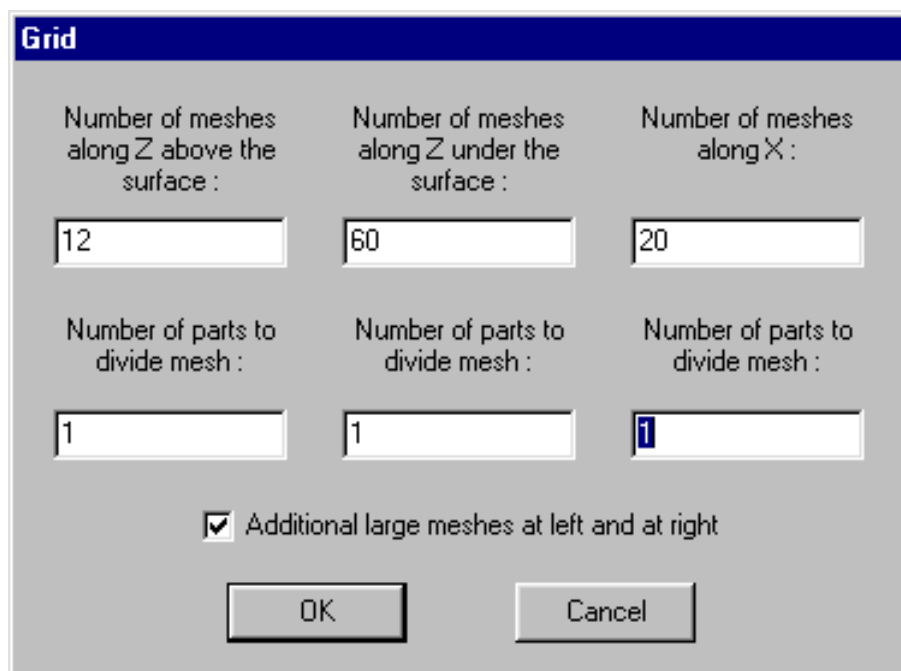 Grid
Number of meshes
along Z above the
surface :
Number of meshes
along Z under the
surface :
Number of meshes
along X :
12
60
20
Number of parts to
divide mesh :
Number of parts to
divide mesh :
Number of parts to
divide mesh :
1
1
1
Additional large meshes at left and at right
OK
Cancel